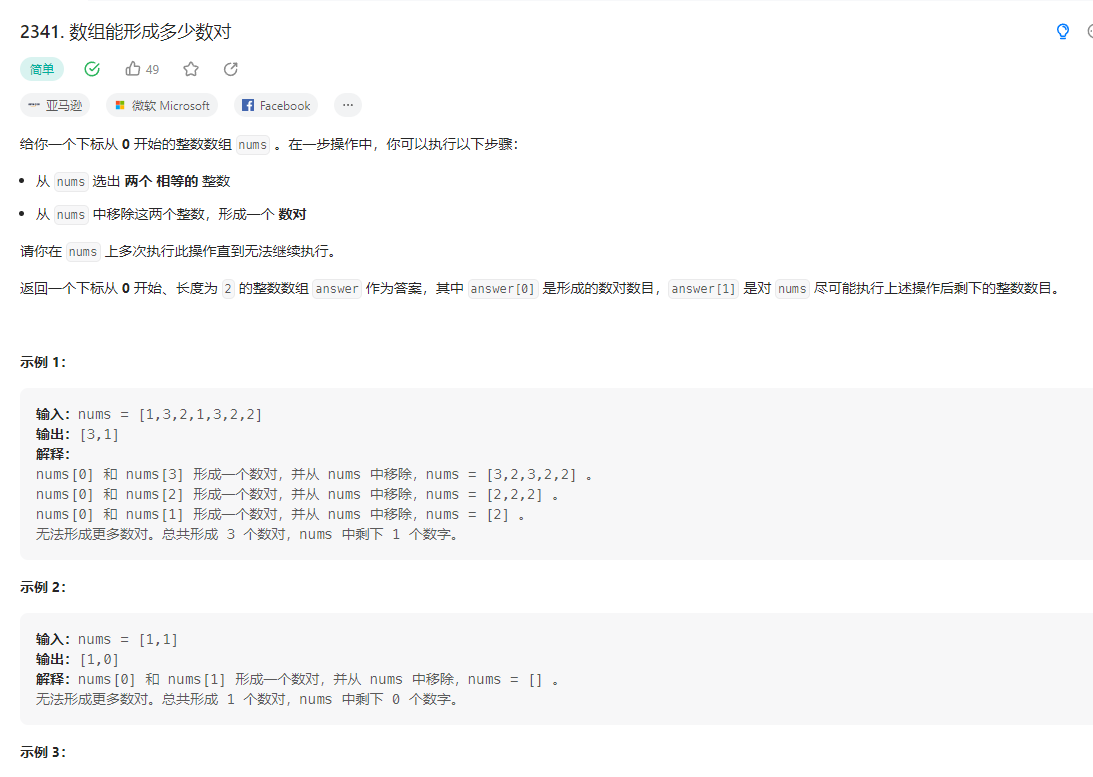 2341. 数组能形成多少数对
简单 49
亚马逊 微软 Microsoft Facebook ...
给你一个下标从 0 开始的整数数组 nums 。在一步操作中，你可以执行以下步骤：
• 从 nums 选出 两个 相等的 整数
• 从 nums 中移除这两个整数，形成一个 数对
请你在 nums 上多次执行此操作直到无法继续执行。
返回一个下标从 0 开始、长度为 2 的整数数组 answer 作为答案，其中 answer[0] 是形成的数对数目，answer[1] 是对 nums 尽可能执行上述操作后剩下的整数数目。
示例 1：
输入：nums = [1,3,2,1,3,2,2]
输出：[3,1]
解释：
nums[0] 和 nums[3] 形成一个数对，并从 nums 中移除，nums = [3,2,3,2,2] 。
nums[0] 和 nums[2] 形成一个数对，并从 nums 中移除，nums = [2,2,2] 。
nums[0] 和 nums[1] 形成一个数对，并从 nums 中移除，nums = [2] 。
无法形成更多数对。总共形成 3 个数对，nums 中剩下 1 个数字。
示例 2：
输入：nums = [1,1]
输出：[1,0]
解释：nums[0] 和 nums[1] 形成一个数对，并从 nums 中移除，nums = [] 。
无法形成更多数对。总共形成 1 个数对，nums 中剩下 0 个数字。
示例 3：